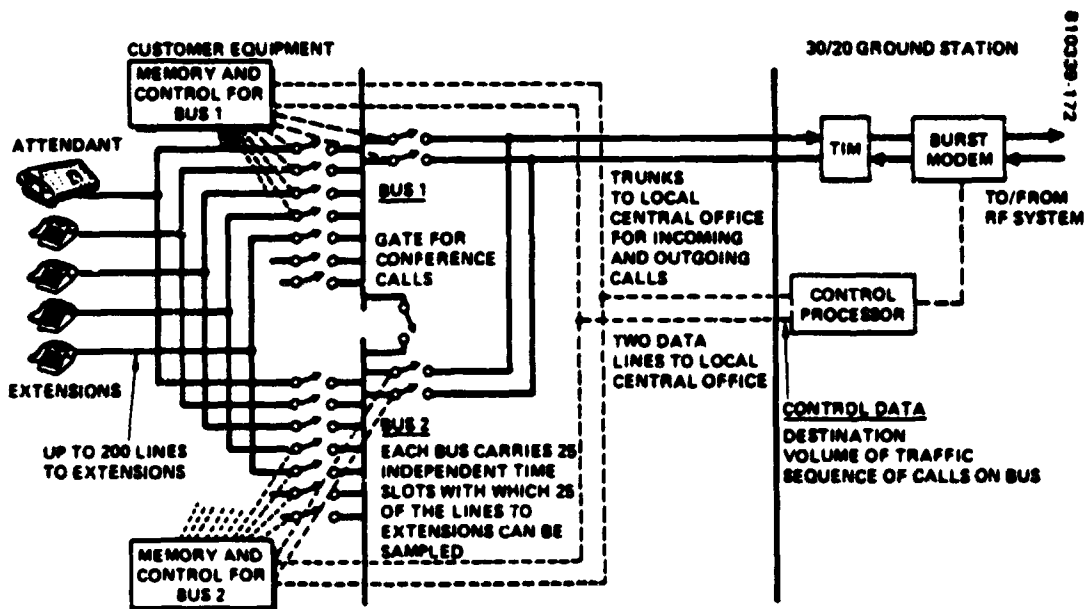 CUSTOMER EQUIPMENT
MEMORY AND
CONTROL FOR
BUS 1
ATTENDANT
EXTENSIONS
UP TO 200 LINES
TO EXTENSIONS
MEMORY AND
CONTROL FOR
BUS 2
BUS 1
GATE FOR
CONFERENCE
CALLS
BUS 2
EACH BUS CARRIES 25
INDEPENDENT TIME
SLOTS WITH WHICH 25
OF THE LINES TO
EXTENSIONS CAN BE
SAMPLED
TRUNKS
TO LOCAL
CENTRAL OFFICE
FOR INCOMING
AND OUTGOING
CALLS
TWO DATA
LINES TO LOCAL
CENTRAL OFFICE
30/20 GROUND STATION
TIM
BURST
MODEM
TO/FROM
RF SYSTEM
CONTROL
PROCESSOR
CONTROL DATA
DESTINATION
VOLUME OF TRAFFIC
SEQUENCE OF CALLS ON BUS
810339-172